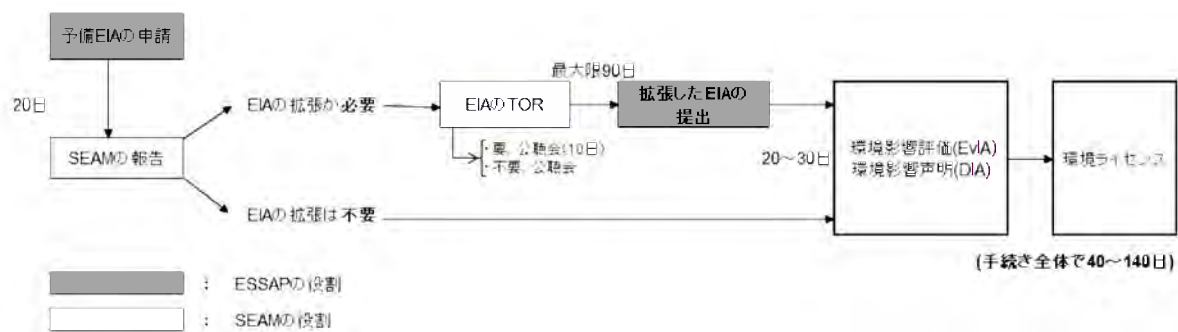 予備EIAの申請
20日
SEAMの報告
EIAの拡張が必要
EIAのTOR
・要、公聴会(10日)
・不要、公聴会
最大限90日
拡張したEIAの
提出
EIAの拡張は不要
20～30日
環境影響評価(EvIA)
環境影響声明(DIA)
環境ライセンス
(手続き全体で40～140日)
： ESSAPの役割
： SEAMの役割